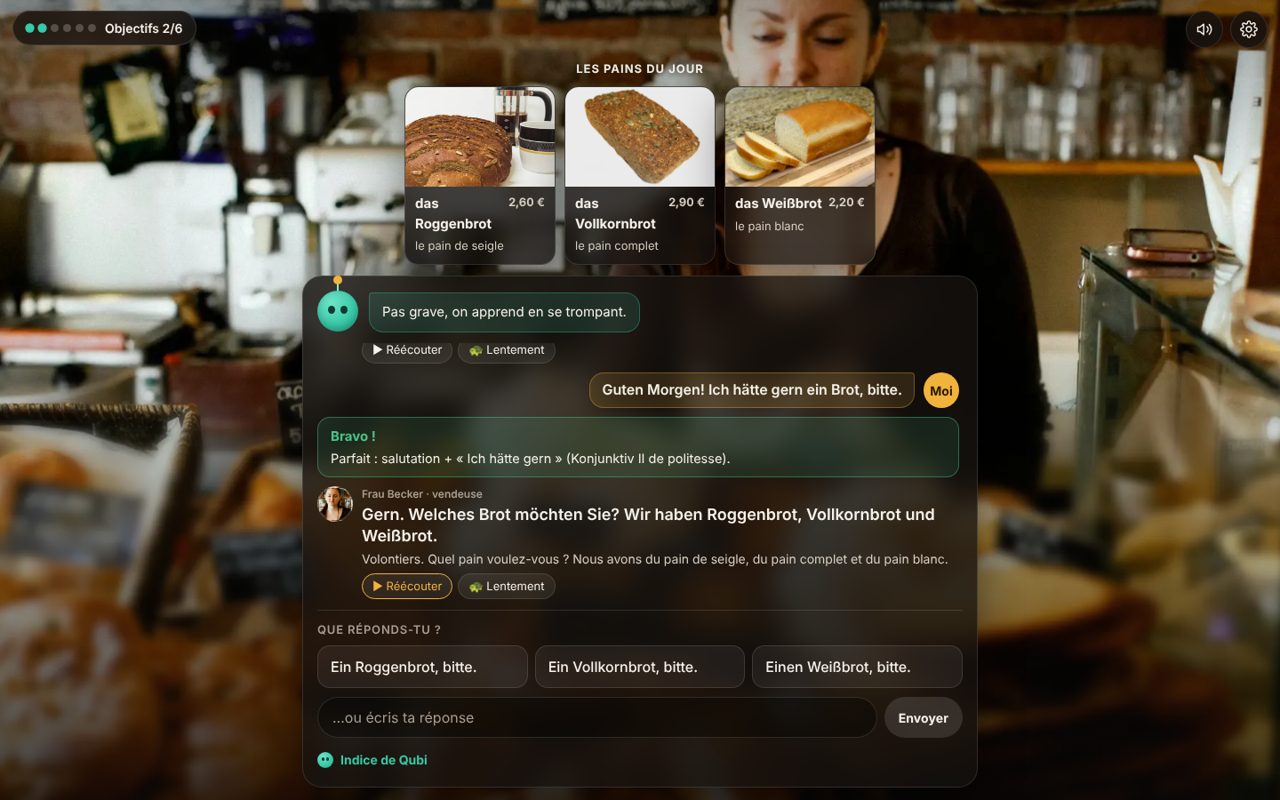 Objectifs 2/6
LES PAINS DU JOUR
das Roggenbrot 2,60 €
le pain de seigle
das Vollkornbrot 2,90 €
le pain complet
das Weißbrot 2,20 €
le pain blanc
Pas grave, on apprend en se trompant.
▶ Réécouter 🐢 Lentement
Guten Morgen! Ich hätte gern ein Brot, bitte. Moi
Bravo !
Parfait : salutation + « Ich hätte gern » (Konjunktiv II de politesse).
Frau Becker · vendeuse
Gern. Welches Brot möchten Sie? Wir haben Roggenbrot, Vollkornbrot und
Weißbrot.
Volontiers. Quel pain voulez-vous ? Nous avons du pain de seigle, du pain complet et du pain blanc.
▶ Réécouter 🐢 Lentement
QUE RÉPONDS-TU ?
Ein Roggenbrot, bitte. Ein Vollkornbrot, bitte. Einen Weißbrot, bitte.
...ou écris ta réponse Envoyer
Indice de Qubi